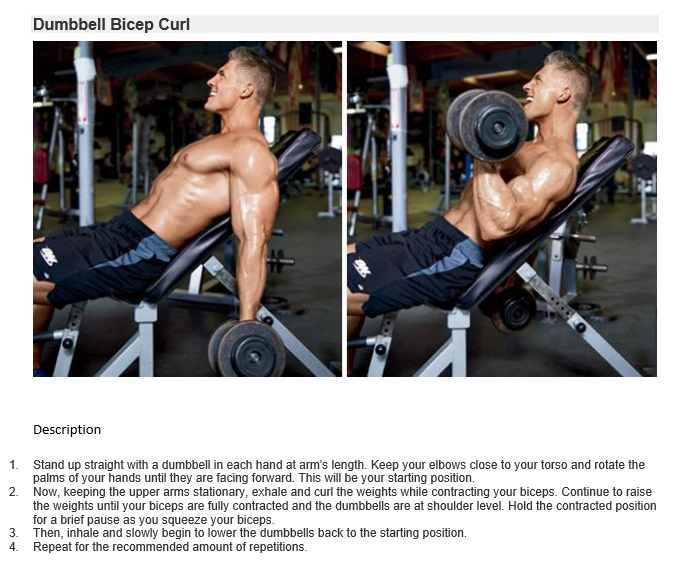 Dumbbell Bicep Curl
Description
1. Stand up straight with a dumbbell in each hand at arm's length. Keep your elbows close to your torso and rotate the
palms of your hands until they are facing forward. This will be your starting position.
2. Now, keeping the upper arms stationary, exhale and curl the weights while contracting your biceps. Continue to raise
the weights until your biceps are fully contracted and the dumbbells are at shoulder level. Hold the contracted position
for a brief pause as you squeeze your biceps.
3. Then, inhale and slowly begin to lower the dumbbells back to the starting position.
4. Repeat for the recommended amount of repetitions.